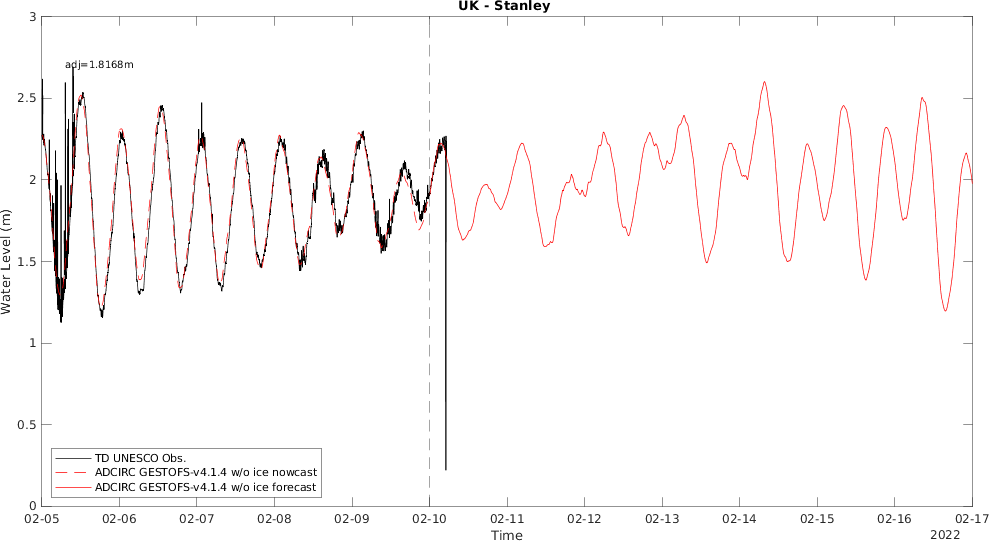 UK - Stanley
adj=1.8168m
Water Level (m)
3
2.5
2
1.5
1
0.5
0
TD UNESCO Obs.
ADCIRC GESTOFS-v4.1.4 w/o ice nowcast
ADCIRC GESTOFS-v4.1.4 w/o ice forecast
02-05 02-06 02-07 02-08 02-09 02-10 02-11 02-12 02-13 02-14 02-15 02-16 02-17
Time
2022